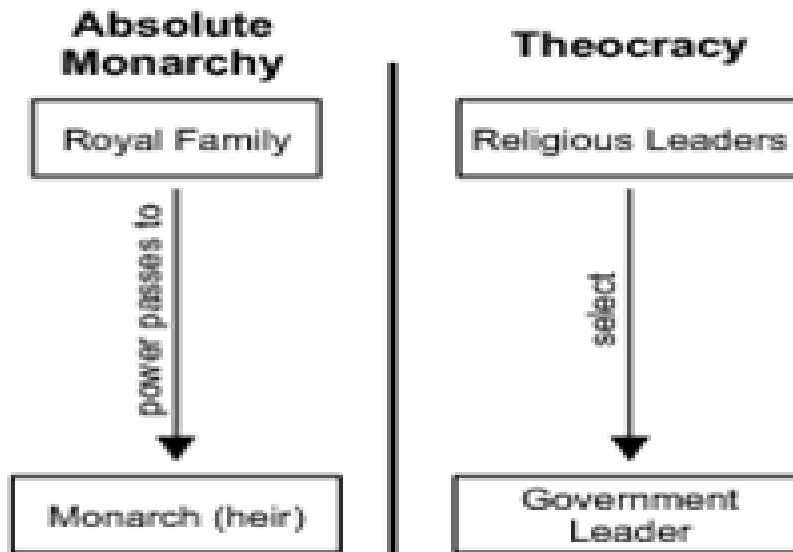 Absolute
Monarchy
Royal Family
power passes to
Monarch (heir)
Theocracy
Religious Leaders
select
Government
Leader